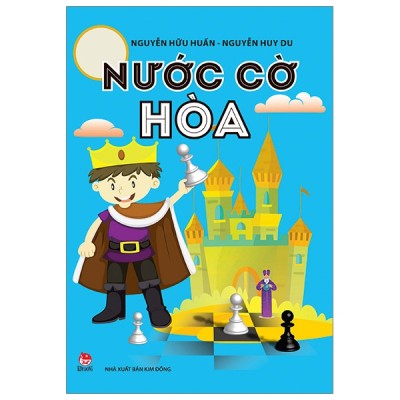 NGUYỄN HỮU HUẤN - NGUYỄN HUY DU
NƯỚC CỜ
HÒA
NHÀ XUẤT BẢN KIM ĐỒNG